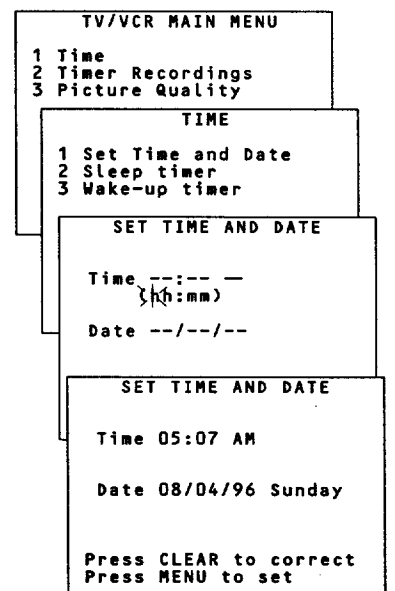 TV/VCR MAIN MENU
1 Time
2 Timer Recordings
3 Picture Quality
TIME
1 Set Time and Date
2 Sleep timer
3 Wake-up timer
SET TIME AND DATE
Time --:-- —
(hh:mm)
Date --/--/--
SET TIME AND DATE
Time 05:07 AM
Date 08/04/96 Sunday
Press CLEAR to correct
Press MENU to set